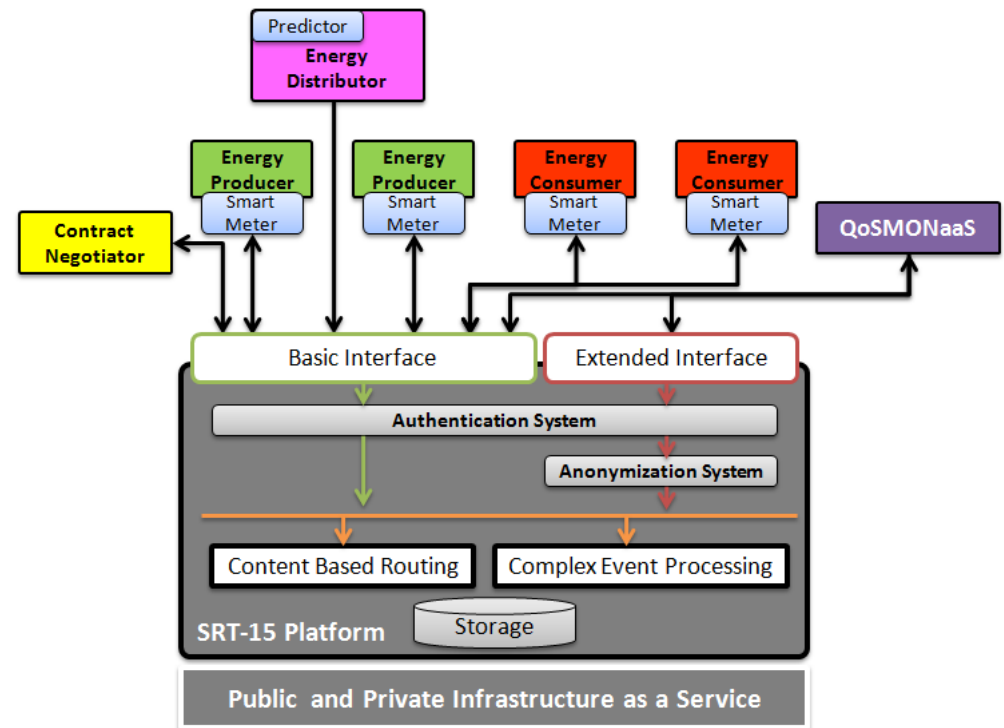 Predictor
Energy
Distributor
Energy
Producer
Smart
Meter
Energy
Producer
Smart
Meter
Energy
Consumer
Smart
Meter
Energy
Consumer
Smart
Meter
Contract
Negotiator
QoSMONaaS
Basic Interface
Extended Interface
Authentication System
Anonymization System
Content Based Routing
Complex Event Processing
Storage
SRT-15 Platform
Public and Private Infrastructure as a Service